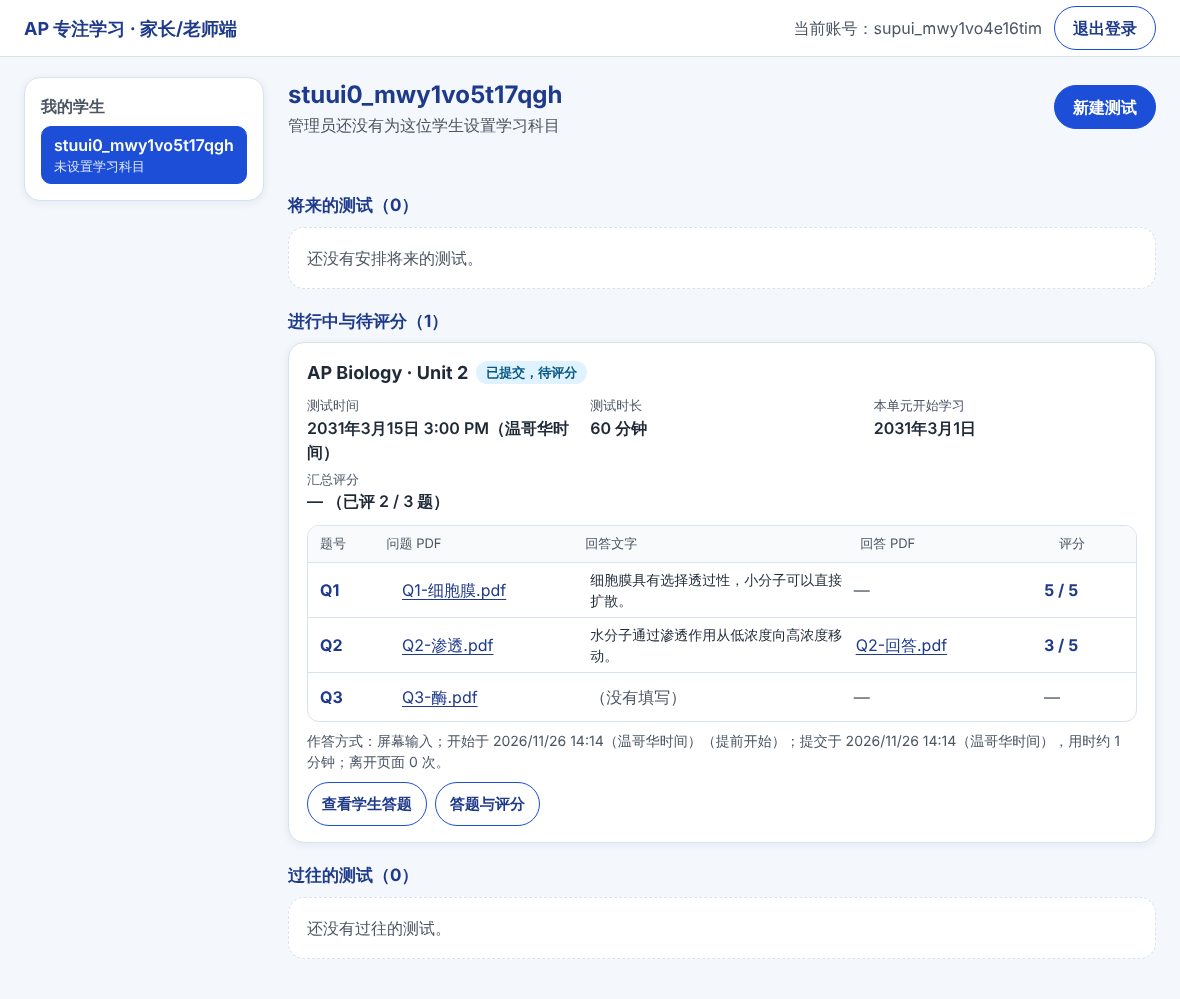 AP 专注学习 · 家长/老师端
当前账号：supui_mwy1vo4e16tim
退出登录
我的学生
stuui0_mwy1vo5t17qgh
未设置学习科目
stuui0_mwy1vo5t17qgh
管理员还没有为这位学生设置学习科目
新建测试
将来的测试（0）
还没有安排将来的测试。
进行中与待评分（1）
AP Biology · Unit 2
已提交，待评分
测试时间
2031年3月15日 3:00 PM（温哥华时
间）
测试时长
60 分钟
本单元开始学习
2031年3月1日
汇总评分
— （已评 2 / 3 题）
题号 问题 PDF 回答文字 回答 PDF 评分
Q1 Q1-细胞膜.pdf 细胞膜具有选择透过性，小分子可以直接
扩散。 — 5 / 5
Q2 Q2-渗透.pdf 水分子通过渗透作用从低浓度向高浓度移
动。 Q2-回答.pdf 3 / 5
Q3 Q3-酶.pdf （没有填写） — —
作答方式：屏幕输入；开始于 2026/11/26 14:14（温哥华时间）（提前开始）；提交于 2026/11/26 14:14（温哥华时间），用时约 1
分钟；离开页面 0 次。
查看学生答题
答题与评分
过往的测试（0）
还没有过往的测试。